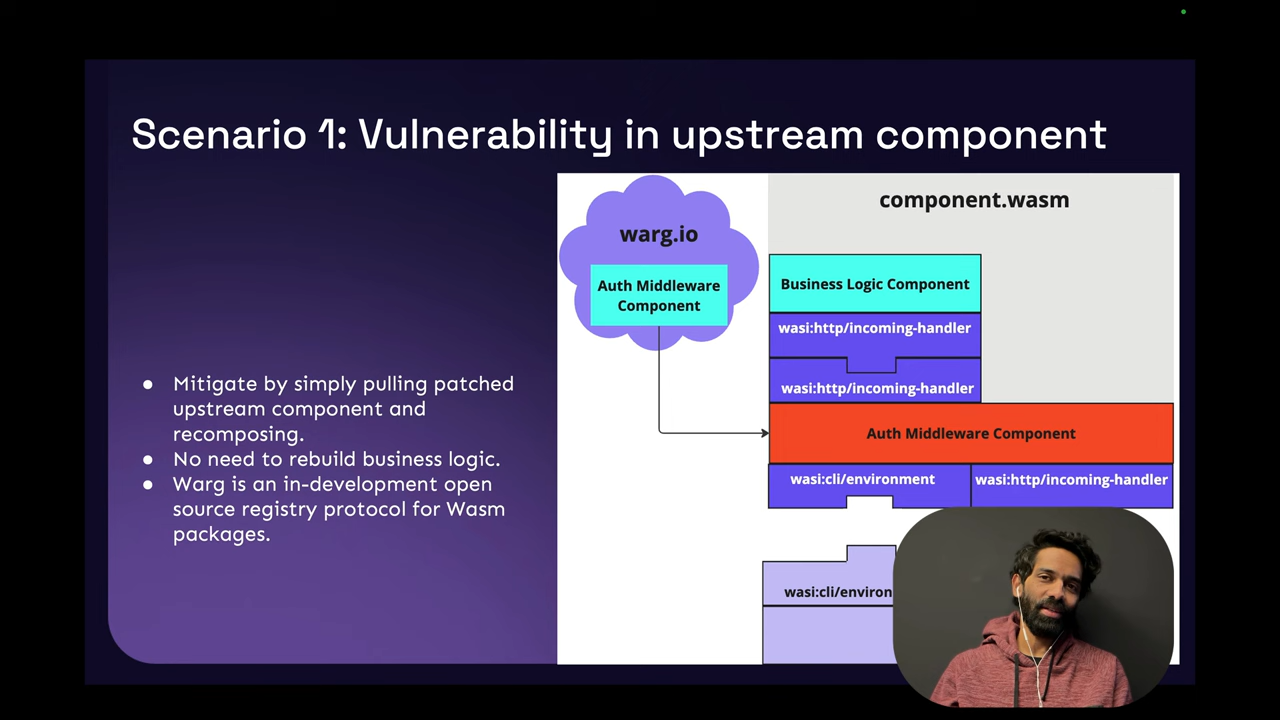 Scenario 1: Vulnerability in upstream component
● Mitigate by simply pulling patched
upstream component and
recomposing.
● No need to rebuild business logic.
● Warg is an in-development open
source registry protocol for Wasm
packages.
warg.io
Auth Middleware
Component
component.wasm
Business Logic Component
wasi:http/incoming-handler
wasi:http/incoming-handler
Auth Middleware Component
wasi:cli/environment
wasi:http/incoming-handler
wasi:cli/environ